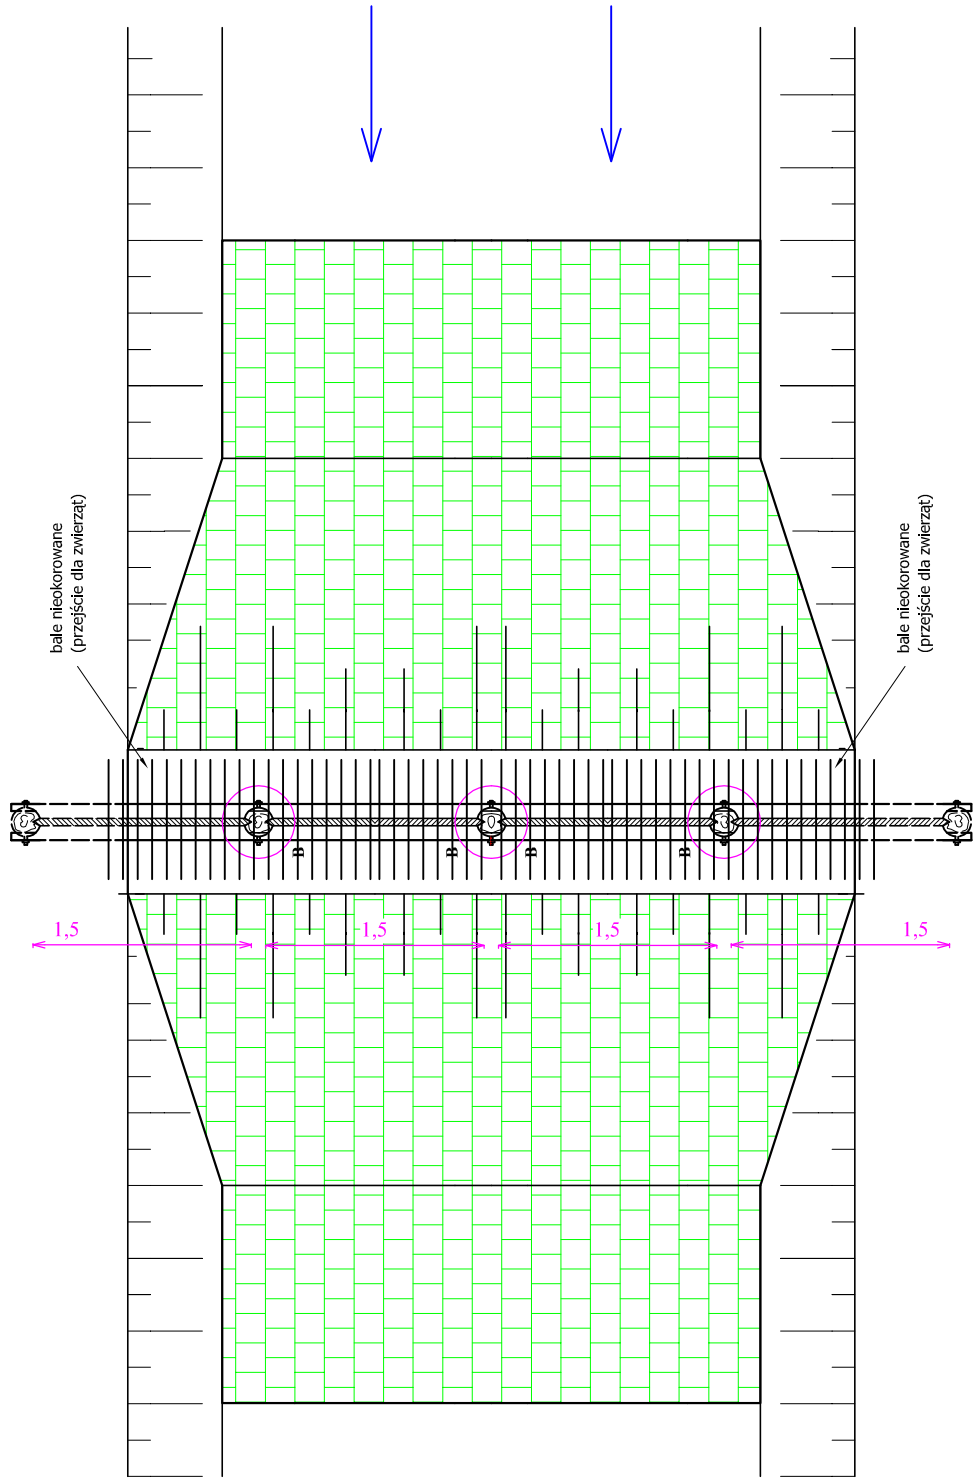 bale nieokorowane
(przejście dla zwierząt)
bale nieokorowane
(przejście dla zwierząt)
B
B
B
B
1,5
1,5
1,5
1,5